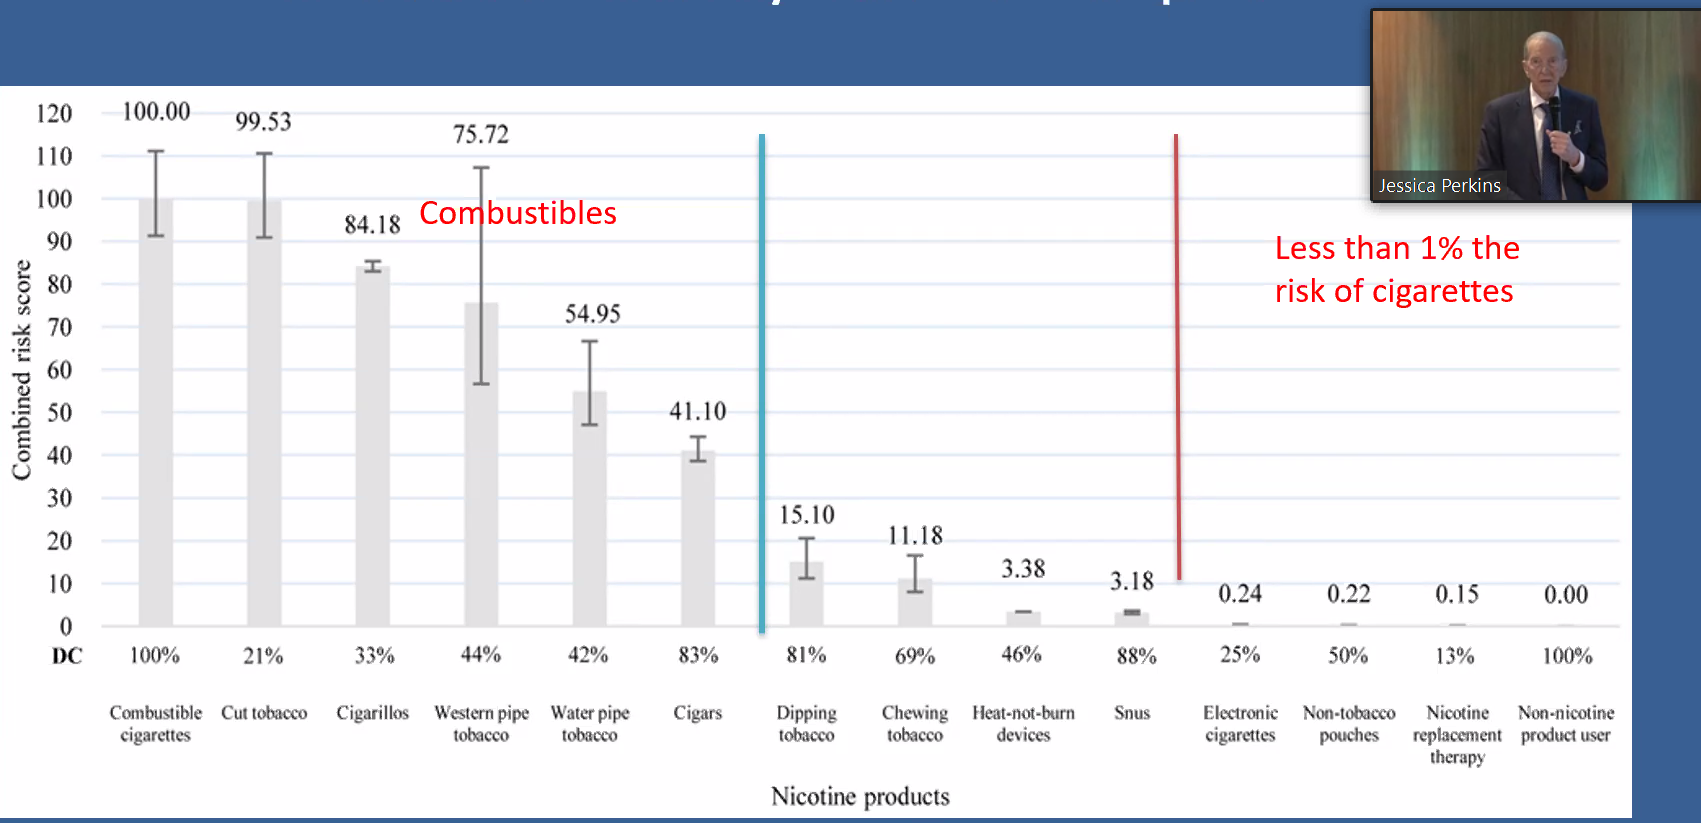 Jessica Perkins
Combined risk score
120
110
100
90
80
70
60
50
40
30
20
10
0
100.00
99.53
84.18
75.72
54.95
41.10
15.10
11.18
3.38
3.18
0.24
0.22
0.15
0.00
Combustibles
Less than 1% the
risk of cigarettes
DC 100% 21% 33% 44% 42% 83% 81% 69% 46% 88% 25% 50% 13% 100%
Combustible
cigarettes
Cut tobacco
Cigarillos
Western pipe
tobacco
Water pipe
tobacco
Cigars
Dipping
tobacco
Chewing
tobacco
Heat-not-burn
devices
Snus
Electronic
cigarettes
Non-tobacco
pouches
Nicotine
replacement
therapy
Non-nicotine
product user
Nicotine products